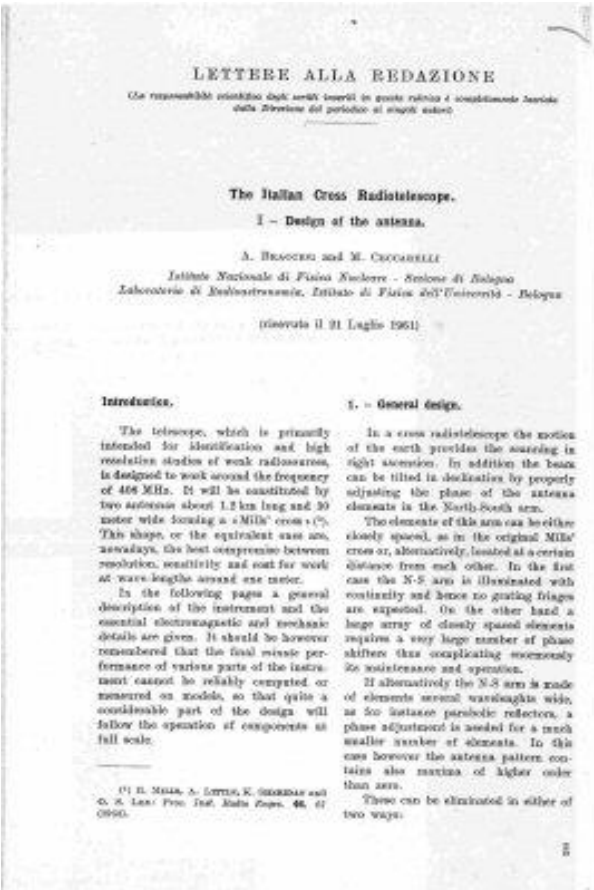 LETTERE ALLA REDAZIONE
(La responsabilità scientifica degli scritti inseriti in questa rubrica è completamente lasciata
dalla Direzione del periodico ai singoli autori)
The Italian Cross Radiotelescope.
I – Design of the antenna.
A. BRACCESI and M. CECCARELLI
Istituto Nazionale di Fisica Nucleare - Sezione di Bologna
Laboratorio di Radioastronomia, Istituto di Fisica dell'Università - Bologna
(ricevuto il 21 Luglio 1961)
Introduction.
The telescope, which is primarily
intended for identification and high
resolution studies of weak radiosources,
is designed to work around the frequency
of 408 MHz. It will be constituted by
two antennas about 1.2 km long and 30
meter wide forming a « Mills' cross » (¹).
This shape, or the equivalent ones are,
nowadays, the best compromise between
resolution, sensitivity and cost for work
at wave-lengths around one meter.
In the following pages a general
description of the instrument and the
essential electromagnetic and mechanic
details are given. It should be however
remembered that the final minute per-
formance of various parts of the instru-
ment cannot be reliably computed or
measured on models, so that quite a
considerable part of the design will
follow the operation of components at
full scale.
(¹) B. MILLS, A. LITTLE, K. SHERIDAN and
O. B. Proc. Inst. Radio Engrs. 46, 67
(1958).
1. – General design.
In a cross radiotelescope the motion
of the earth provides the scanning in
right ascension. In addition the beam
can be tilted in declination by properly
adjusting the phase of the antenna
elements in the North-South arm.
The elements of this arm can be either
closely spaced, as in the original Mills'
cross or, alternatively, located at a certain
distance from each other. In the first
case the N-S arm is illuminated with
continuity and hence no grating fringes
are expected. On the other hand a
large array of closely spaced elements
requires a very large number of phase
shifters thus complicating enormously
its maintenance and operation.
If alternatively the N-S arm is made
of elements several wavelenghts wide,
as for instance parabolic reflectors, a
phase adjustment is needed for a much
smaller number of elements. In this
case however the antenna pattern con-
tains also maxima of higher order
than zero.
These can be eliminated in either of
two ways: